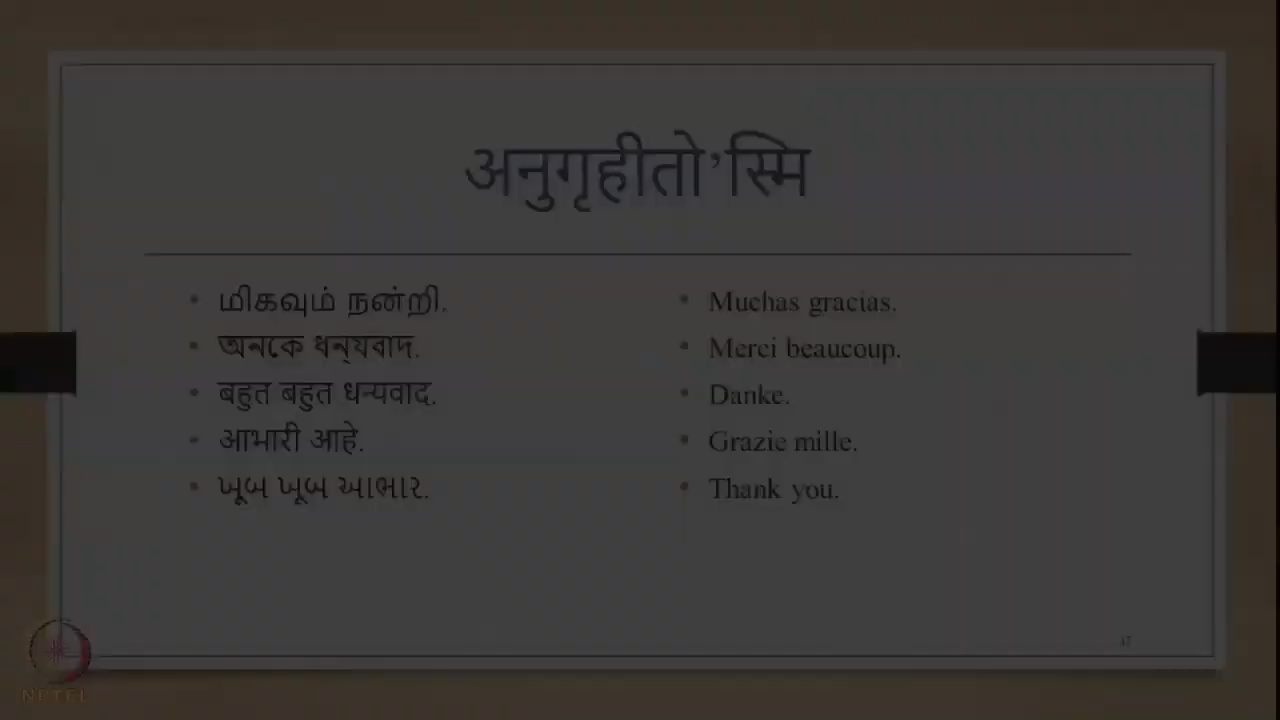 अनुगृहीतो’स्मि
மிகவும் நன்றி.
অনেক ধন্যবাদ.
बहुत बहुत धन्यवाद.
आभारी आहे.
ખૂબ ખૂબ આભાર.
Muchas gracias.
Merci beaucoup.
Danke.
Grazie mille.
Thank you.
NPTEL